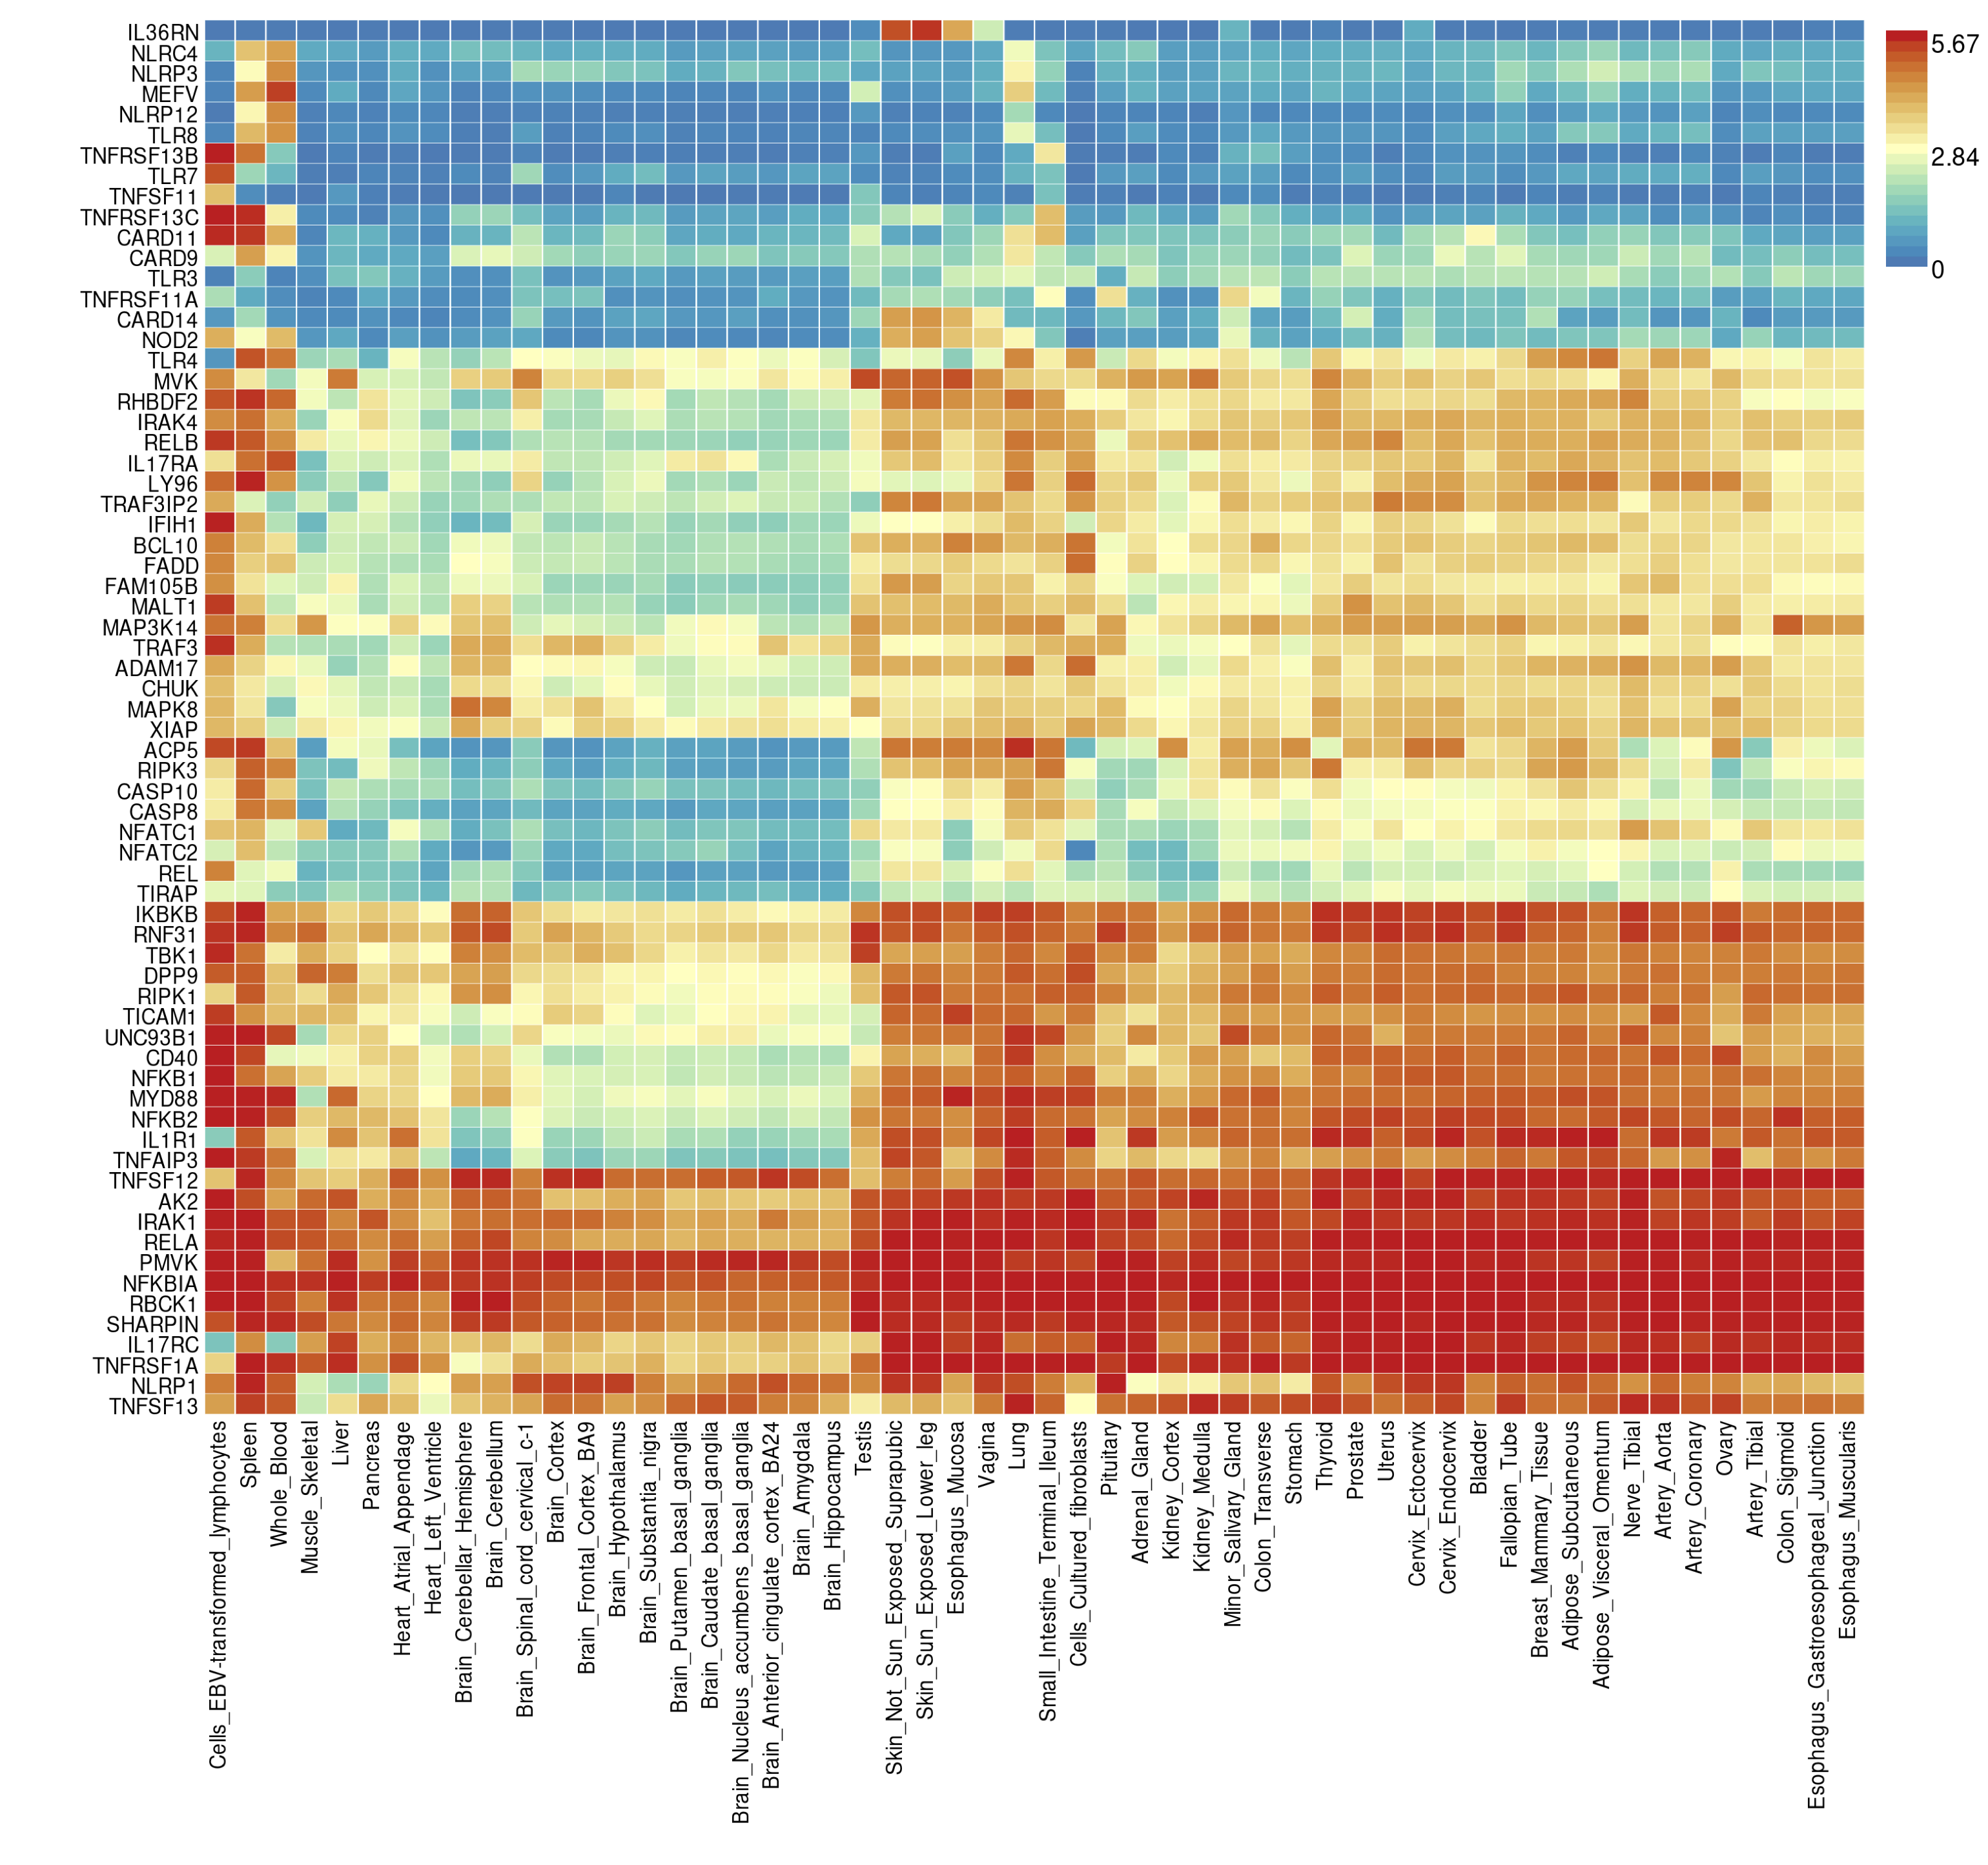 IL36RN
NLRC4
NLRP3
MEFV
NLRP12
TLR8
TNFRSF13B
TLR7
TNFSF11
TNFRSF13C
CARD11
CARD9
TLR3
TNFRSF11A
CARD14
NOD2
TLR4
MVK
RHBDF2
IRAK4
RELB
IL17RA
LY96
TRAF3IP2
IFIH1
BCL10
FADD
FAM105B
MALT1
MAP3K14
TRAF3
ADAM17
CHUK
MAPK8
XIAP
ACP5
RIPK3
CASP10
CASP8
NFATC1
NFATC2
REL
TIRAP
IKBKB
RNF31
TBK1
DPP9
RIPK1
TICAM1
UNC93B1
CD40
NFKB1
MYD88
NFKB2
IL1R1
TNFAIP3
TNFSF12
AK2
IRAK1
RELA
PMVK
NFKBIA
RBCK1
SHARPIN
IL17RC
TNFRSF1A
NLRP1
TNFSF13
5.67
2.84
0
Cells_EBV-transformed_lymphocytes
Spleen
Whole_Blood
Muscle_Skeletal
Liver
Pancreas
Heart_Atrial_Appendage
Heart_Left_Ventricle
Brain_Cerebellar_Hemisphere
Brain_Cerebellum
Brain_Spinal_cord_cervical_c-1
Brain_Cortex
Brain_Frontal_Cortex_BA9
Brain_Hypothalamus
Brain_Substantia_nigra
Brain_Putamen_basal_ganglia
Brain_Caudate_basal_ganglia
Brain_Nucleus_accumbens_basal_ganglia
Brain_Anterior_cingulate_cortex_BA24
Brain_Amygdala
Brain_Hippocampus
Testis
Skin_Not_Sun_Exposed_Suprapubic
Skin_Sun_Exposed_Lower_leg
Esophagus_Mucosa
Vagina
Lung
Small_Intestine_Terminal_Ileum
Cells_Cultured_fibroblasts
Pituitary
Adrenal_Gland
Kidney_Cortex
Kidney_Medulla
Minor_Salivary_Gland
Colon_Transverse
Stomach
Thyroid
Prostate
Uterus
Cervix_Ectocervix
Cervix_Endocervix
Bladder
Fallopian_Tube
Breast_Mammary_Tissue
Adipose_Subcutaneous
Adipose_Visceral_Omentum
Nerve_Tibial
Artery_Aorta
Artery_Coronary
Ovary
Artery_Tibial
Colon_Sigmoid
Esophagus_Gastroesophageal_Junction
Esophagus_Muscularis